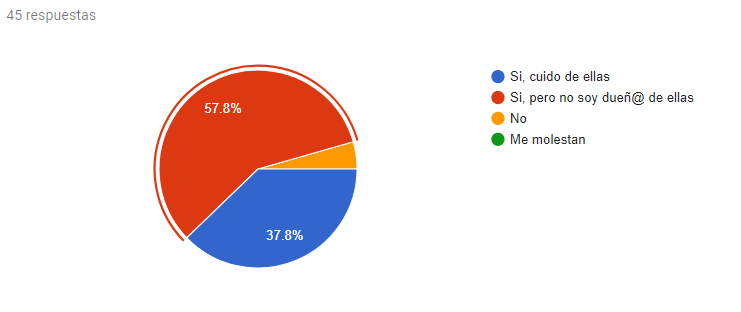 45 respuestas
57.8%
37.8%
Si, cuido de ellas
Si, pero no soy dueñ@ de ellas
No
Me molestan